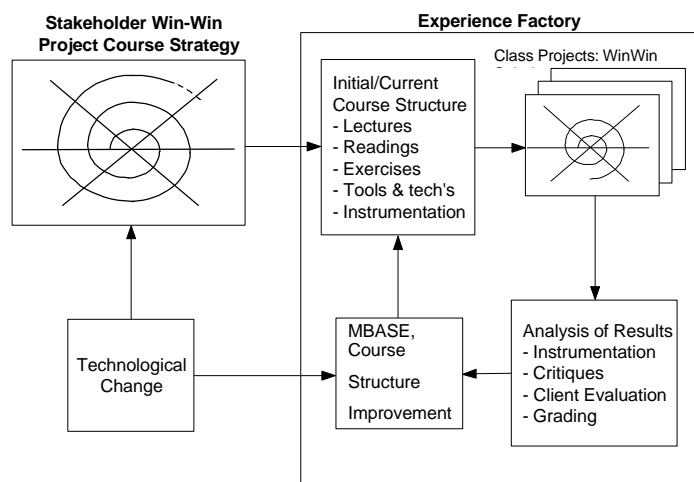 Stakeholder Win-Win
Project Course Strategy
Experience Factory
Initial/Current
Course Structure
- Lectures
- Readings
- Exercises
- Tools & tech's
- Instrumentation
Class Projects: WinWin
Technological
Change
MBASE,
Course
Structure
Improvement
Analysis of Results
- Instrumentation
- Critiques
- Client Evaluation
- Grading